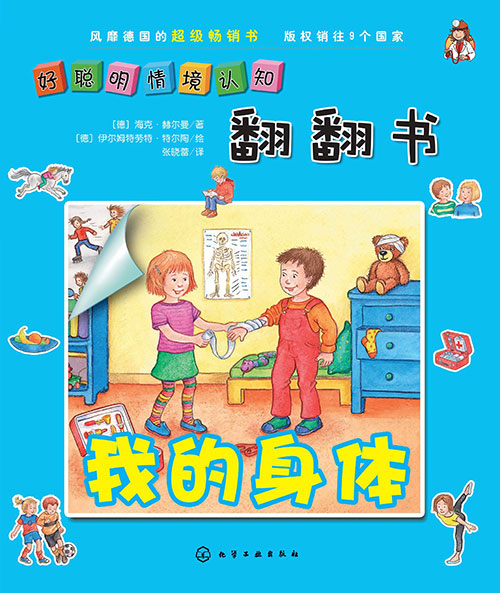 风靡德国的超级畅销书 版权销往9个国家
好聪明情境认知
翻翻书
[德] 海克·赫尔曼/著
[德] 伊尔姆特劳特·特尔陶/绘
张晓蕾/译
我的身体
化学工业出版社